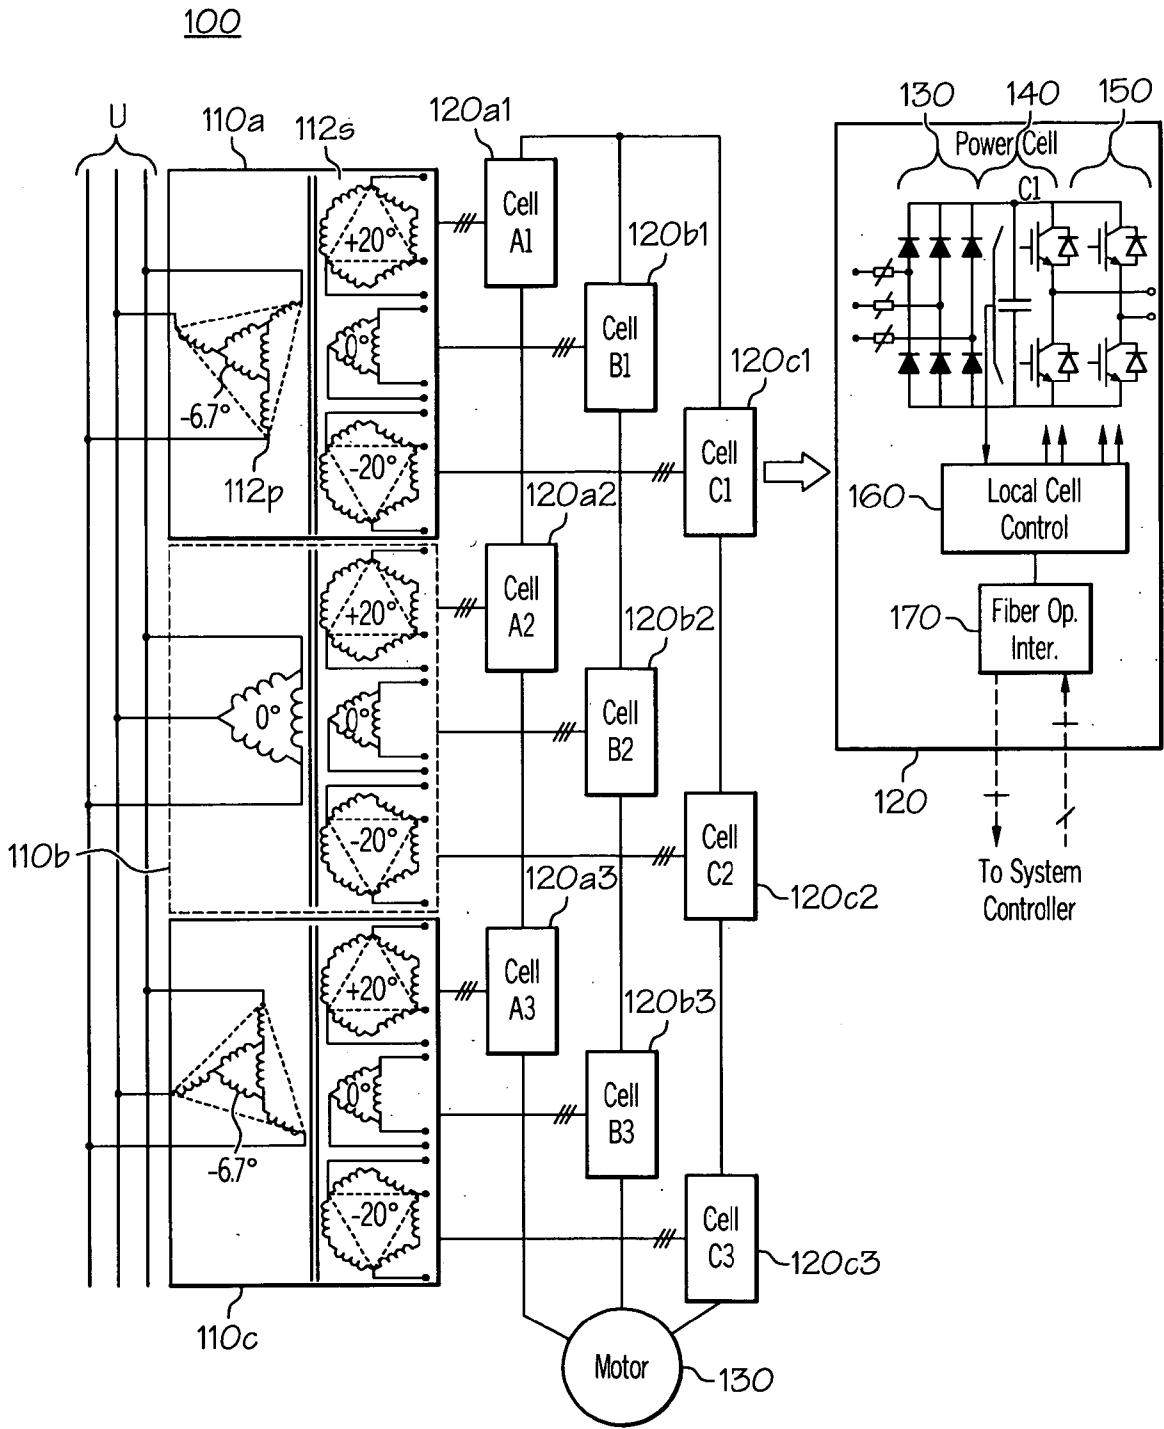 100
U
110a
112s
120a1
+20°
Cell
A1
120b1
0°
Cell
B1
120c1
-6.7°
-20°
112p
Cell
C1
130
140
150
Power Cell
C1
160
Local Cell
Control
170
Fiber Op.
Inter.
120
To System
Controller
120a2
+20°
Cell
A2
120b2
0°
0°
Cell
B2
110b
-20°
Cell
C2
120c2
120a3
+20°
Cell
A3
120b3
0°
Cell
B3
-6.7°
-20°
Cell
C3
120c3
110c
Motor
130